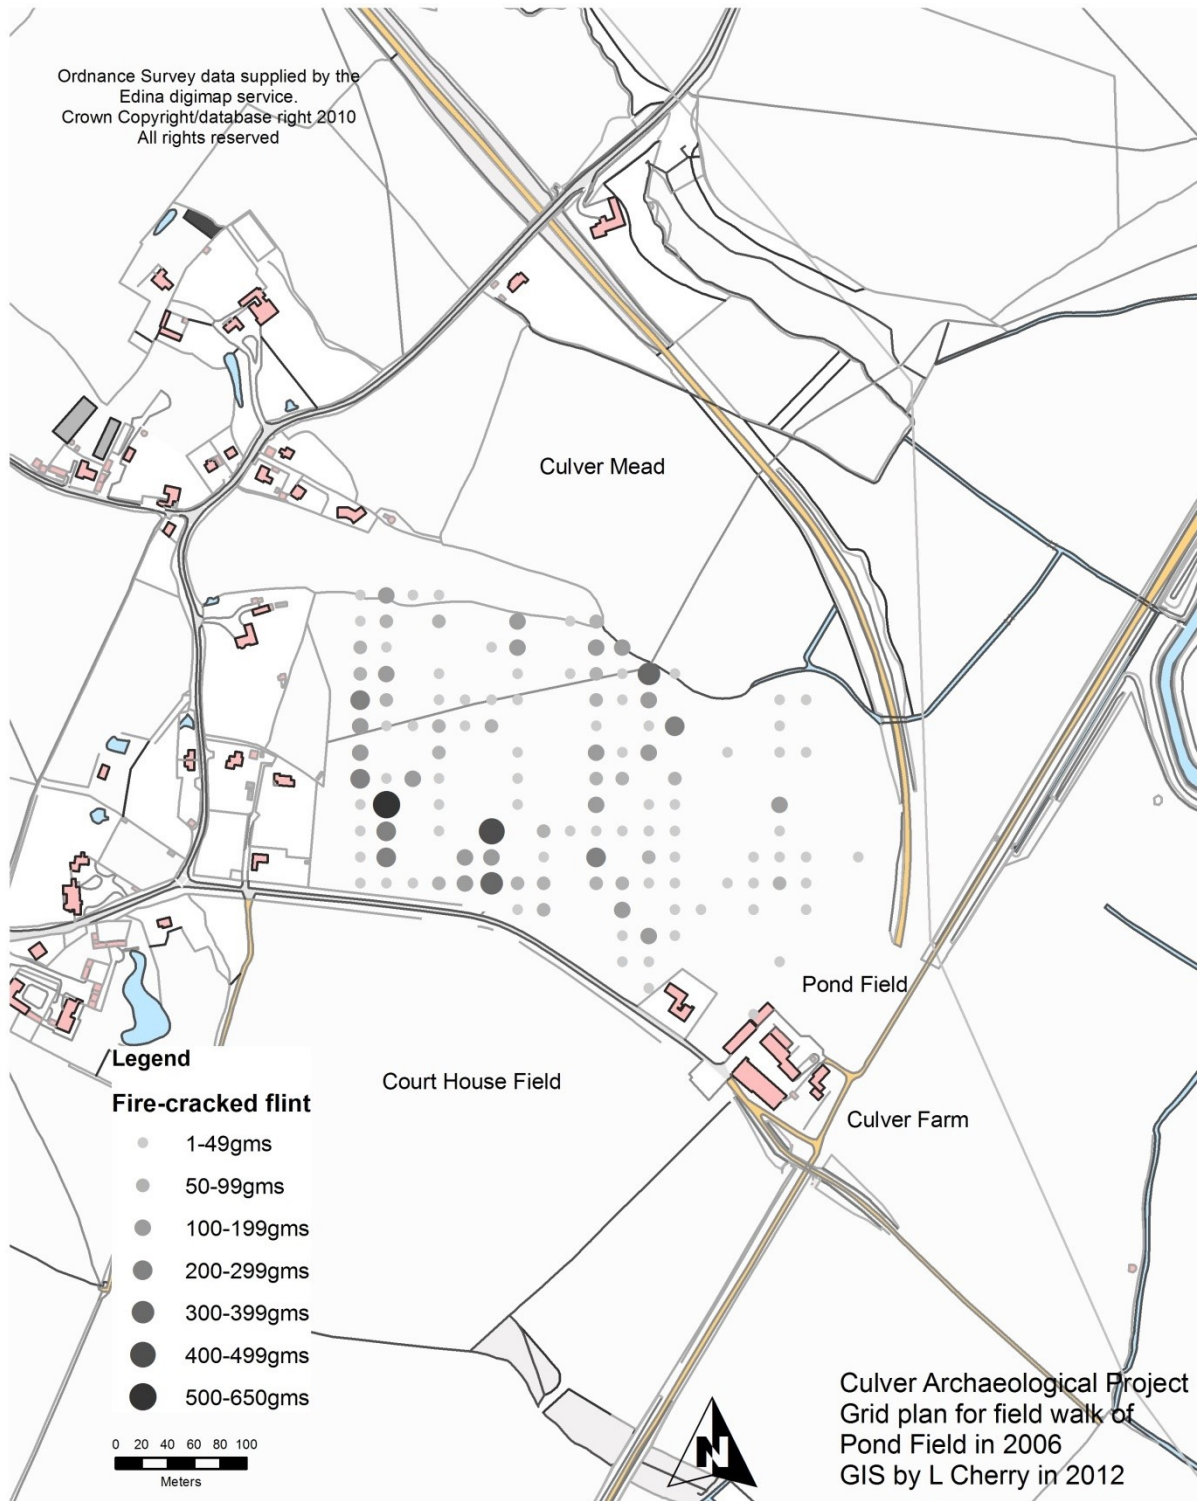 Ordnance Survey data supplied by the
Edina digimap service.
Crown Copyright/database right 2010
All rights reserved
Culver Mead
Pond Field
Court House Field
Culver Farm
Legend
Fire-cracked flint
1-49gms
50-99gms
100-199gms
200-299gms
300-399gms
400-499gms
500-650gms
0 20 40 60 80 100
Meters
N
Culver Archaeological Project
Grid plan for field walk of
Pond Field in 2006
GIS by L Cherry in 2012